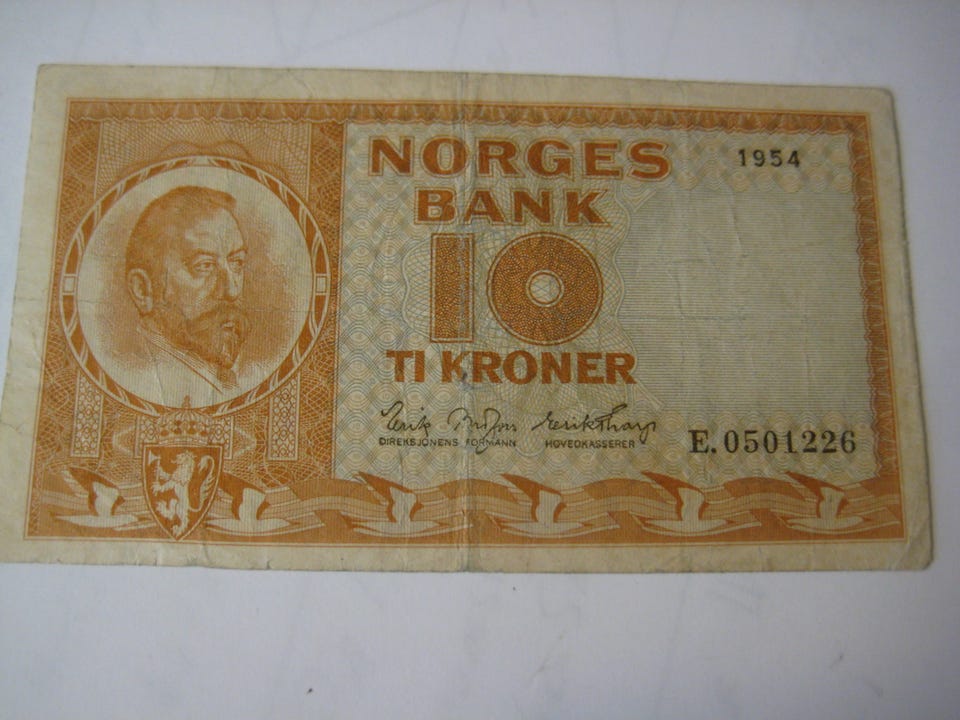 NORGES
BANK
1954
10
TI KRONER
DIREKSJONENS FORMANN
HOVEDKASSERER
E.0501226